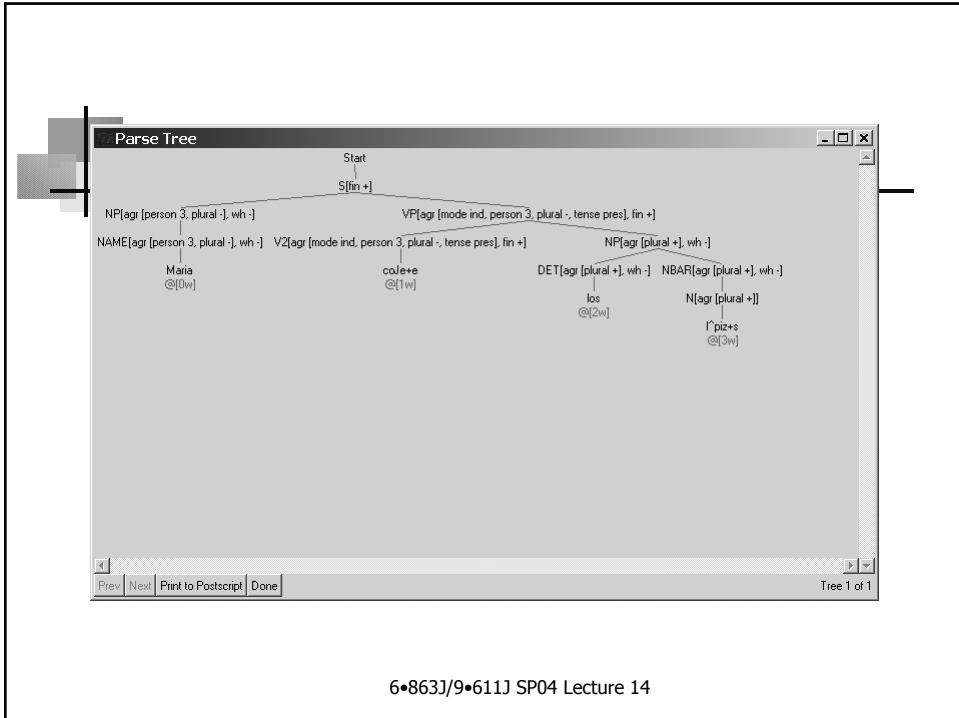 Parse Tree
Start
S[fin +]
NP[agr [person 3, plural -], wh -] VP[agr [mode ind, person 3, plural -, tense pres], fin +]
NAME[agr [person 3, plural -], wh -] V2[agr [mode ind, person 3, plural -, tense pres], fin +] NP[agr [plural +], wh -]
Maria coJe+e DET[agr [plural +], wh -] NBAR[agr [plural +], wh -]
@[0w] @[1w] los N[agr [plural +]]
@[2w] l^piz+s
@[3w]
Prev Next Print to Postscript Done Tree 1 of 1
6•863J/9•611J SP04 Lecture 14